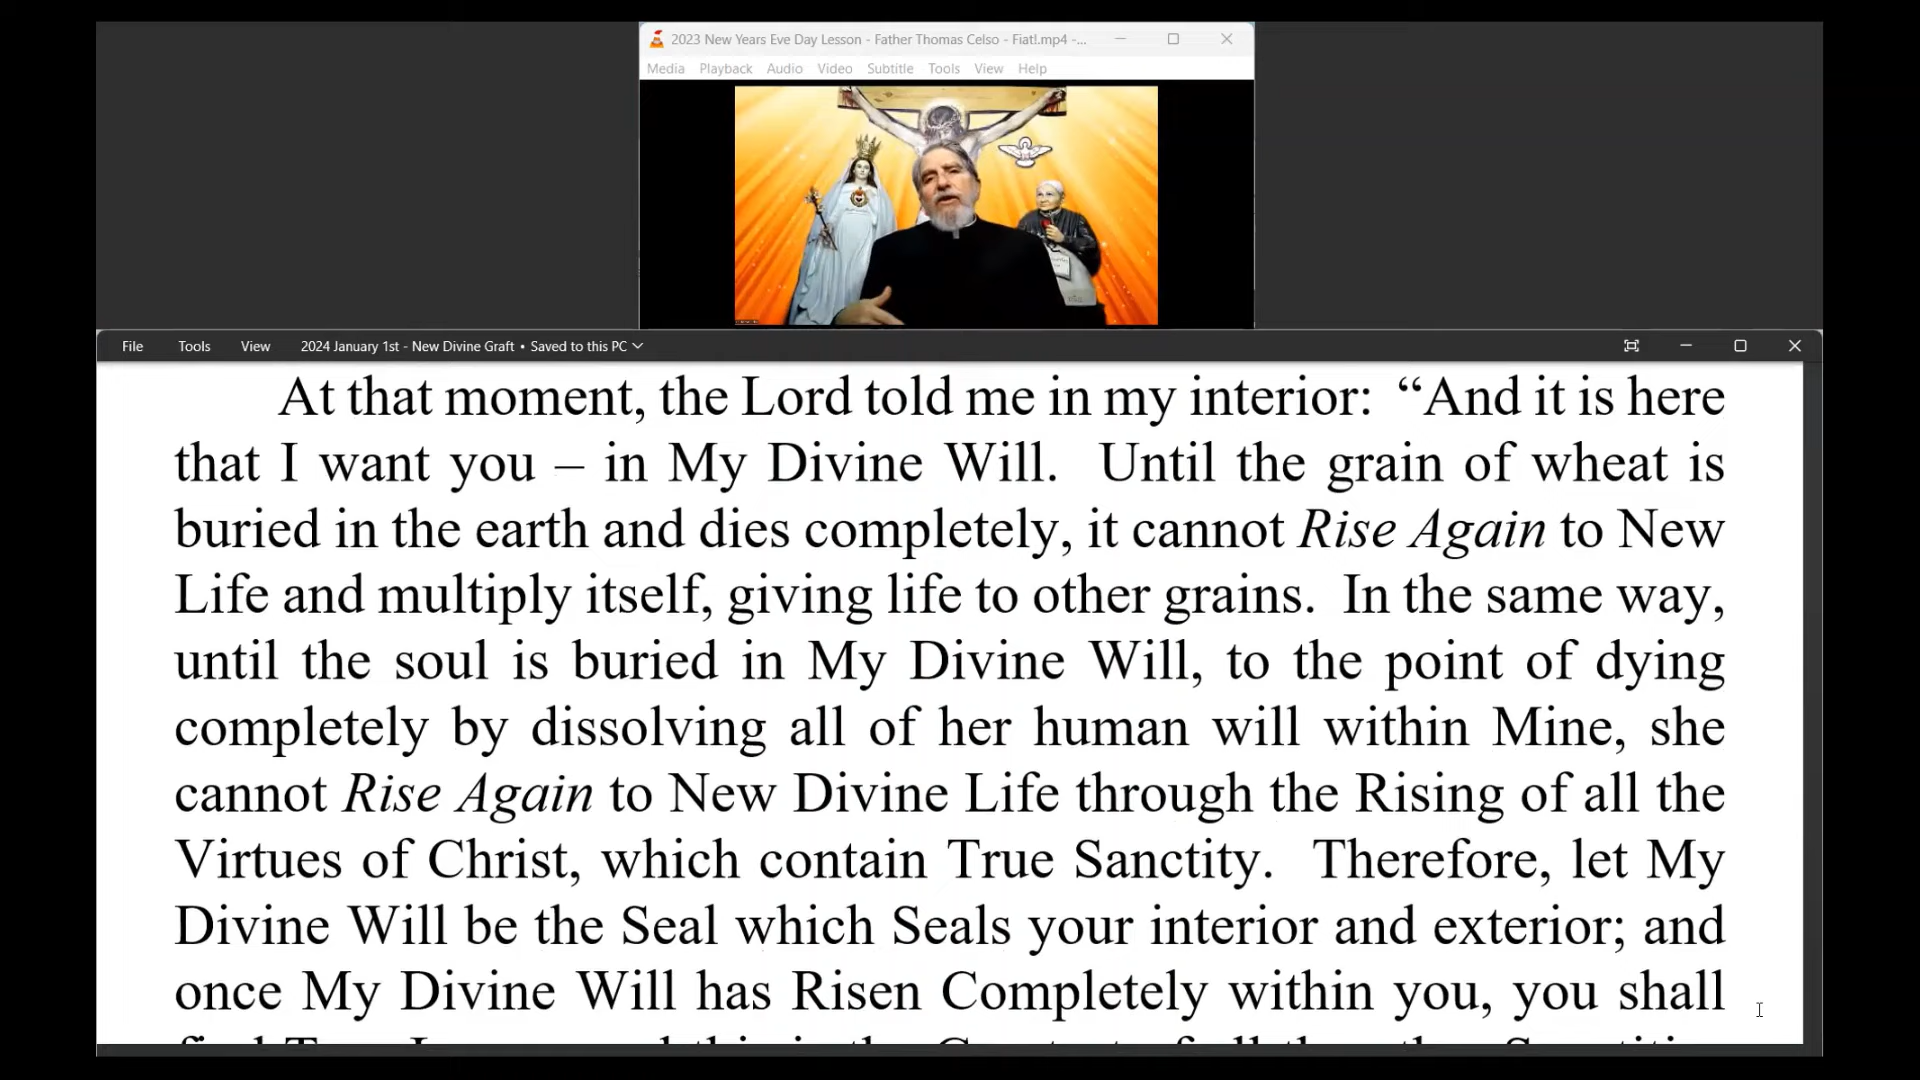 2023 New Years Eve Day Lesson - Father Thomas Celso - Fiat!.mp4 -...
Media Playback Audio Video Subtitle Tools View Help
File Tools View 2024 January 1st - New Divine Graft • Saved to this PC
At that moment, the Lord told me in my interior: “And it is here
that I want you – in My Divine Will. Until the grain of wheat is
buried in the earth and dies completely, it cannot Rise Again to New
Life and multiply itself, giving life to other grains. In the same way,
until the soul is buried in My Divine Will, to the point of dying
completely by dissolving all of her human will within Mine, she
cannot Rise Again to New Divine Life through the Rising of all the
Virtues of Christ, which contain True Sanctity. Therefore, let My
Divine Will be the Seal which Seals your interior and exterior; and
once My Divine Will has Risen Completely within you, you shall